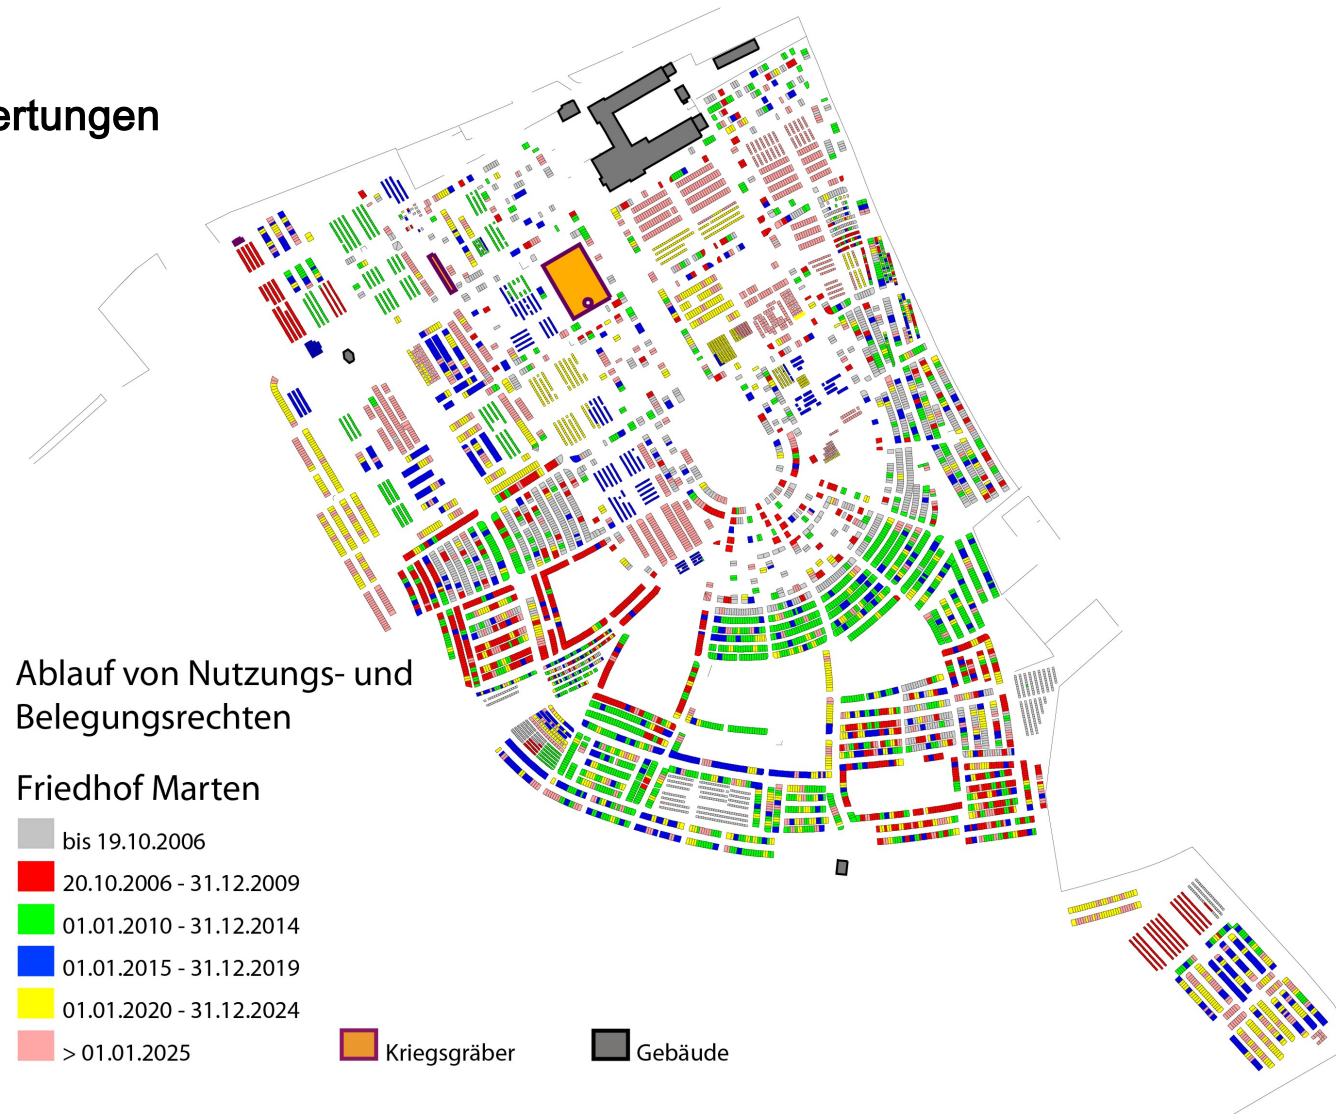 ertungen
Ablauf von Nutzungs- und
Belegungsrechten
Friedhof Marten
bis 19.10.2006
20.10.2006 - 31.12.2009
01.01.2010 - 31.12.2014
01.01.2015 - 31.12.2019
01.01.2020 - 31.12.2024
> 01.01.2025
Kriegsgräber
Gebäude